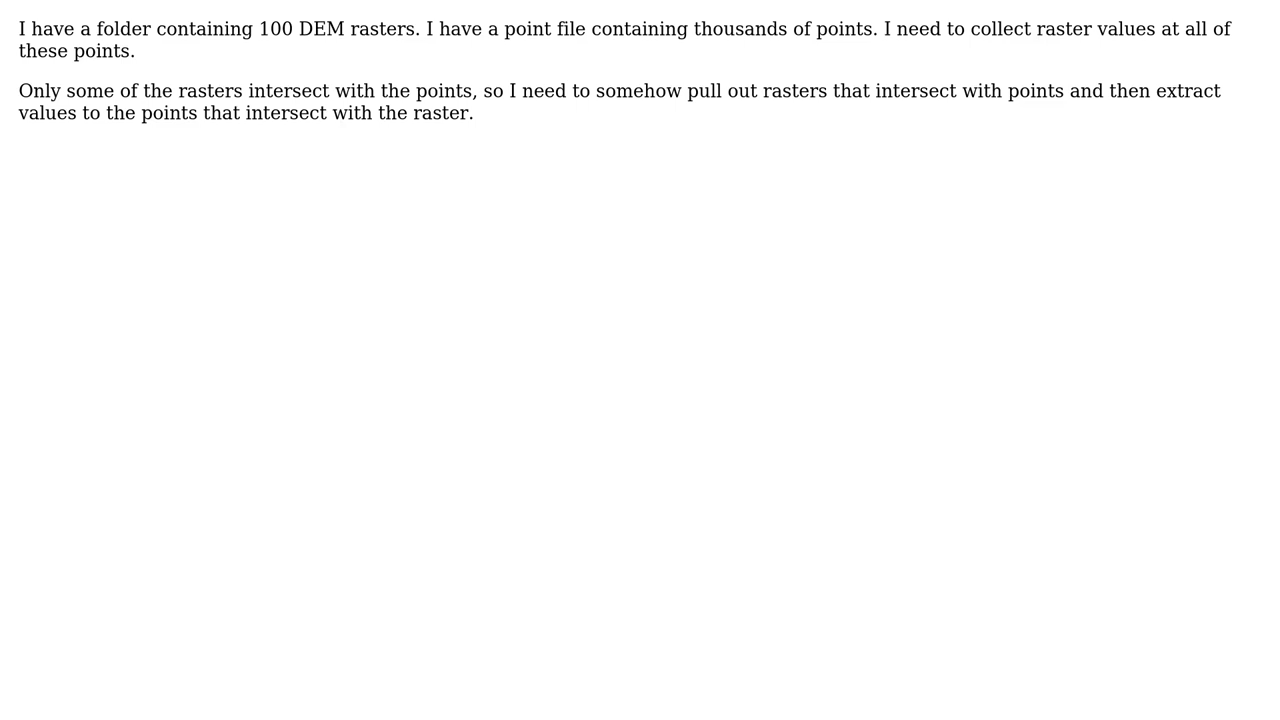 I have a folder containing 100 DEM rasters. I have a point file containing thousands of points. I need to collect raster values at all of
these points.
Only some of the rasters intersect with the points, so I need to somehow pull out rasters that intersect with points and then extract
values to the points that intersect with the raster.